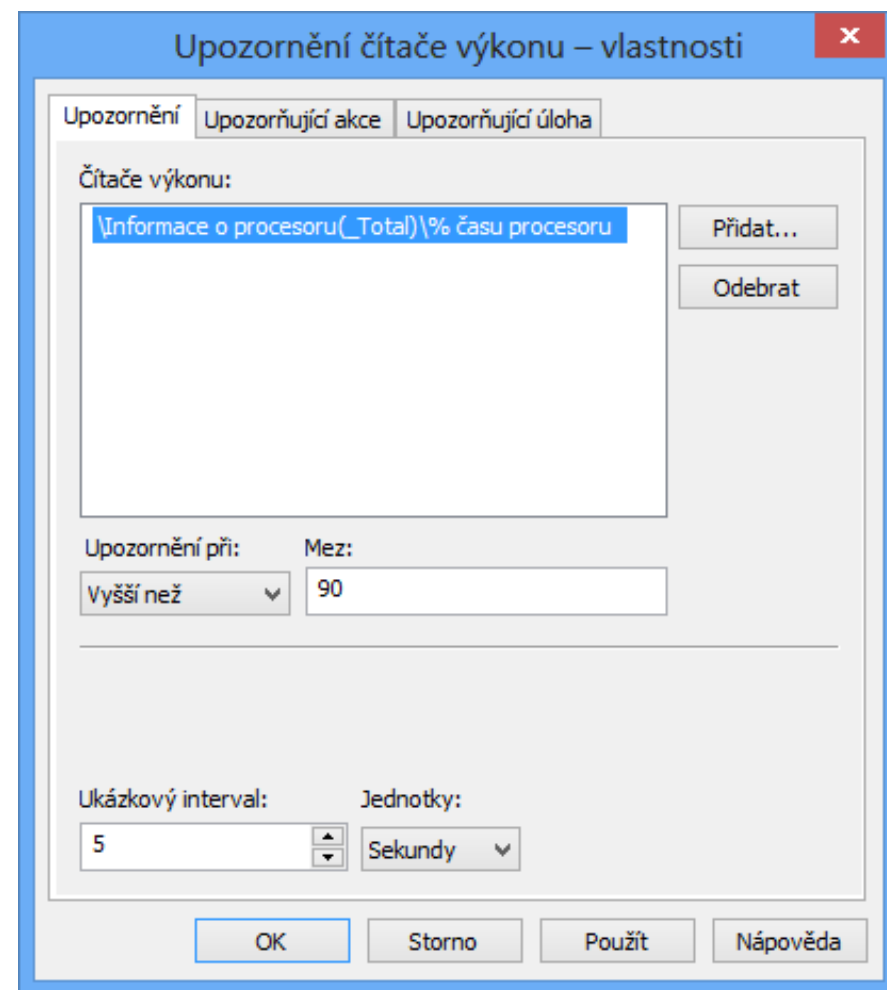 Upozornění čítače výkonu – vlastnosti
Upozornění Upozorňující akce Upozorňující úloha
Čítače výkonu:
\Informace o procesoru(_Total)\% času procesoru
Přidat...
Odebrat
Upozornění při: Mez:
Vyšší než 90
Ukázkový interval: Jednotky:
5 Sekundy
OK Storno Použít Nápověda